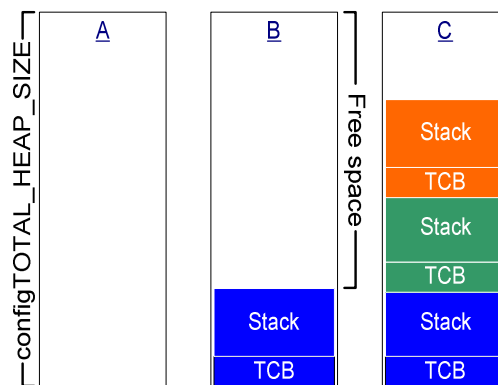 A
B
C
configTOTAL_HEAP_SIZE
Free space
Stack
TCB
Stack
TCB
Stack
TCB
Stack
TCB